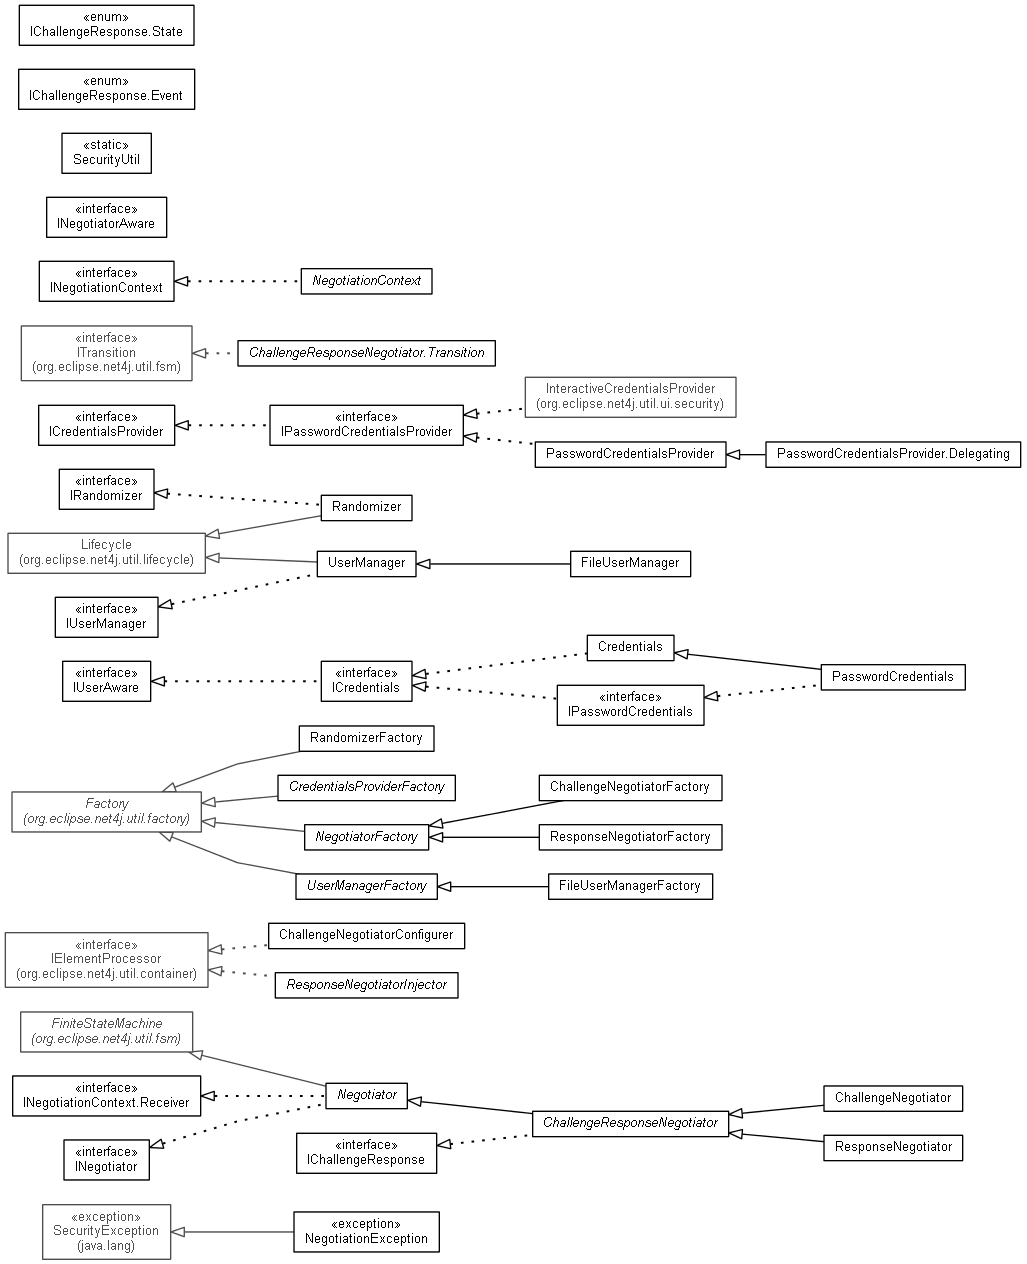 «enum»
IChallengeResponse.State
«enum»
IChallengeResponse.Event
«static»
SecurityUtil
«interface»
INegotiatorAware
«interface»
INegotiationContext
NegotiationContext
«interface»
ITransition
(org.eclipse.net4j.util.fsm)
ChallengeResponseNegotiator.Transition
«interface»
ICredentialsProvider
«interface»
IPasswordCredentialsProvider
InteractiveCredentialsProvider
(org.eclipse.net4j.util.ui.security)
PasswordCredentialsProvider
PasswordCredentialsProvider.Delegating
«interface»
IRandomizer
Randomizer
Lifecycle
(org.eclipse.net4j.util.lifecycle)
UserManager
FileUserManager
«interface»
IUserManager
«interface»
IUserAware
«interface»
ICredentials
Credentials
«interface»
IPasswordCredentials
PasswordCredentials
RandomizerFactory
CredentialsProviderFactory
Factory
(org.eclipse.net4j.util.factory)
NegotiatorFactory
ChallengeNegotiatorFactory
ResponseNegotiatorFactory
UserManagerFactory
FileUserManagerFactory
«interface»
IElementProcessor
(org.eclipse.net4j.util.container)
ChallengeNegotiatorConfigurer
ResponseNegotiatorInjector
FiniteStateMachine
(org.eclipse.net4j.util.fsm)
«interface»
INegotiationContext.Receiver
Negotiator
«interface»
INegotiator
«interface»
IChallengeResponse
ChallengeResponseNegotiator
ChallengeNegotiator
ResponseNegotiator
«exception»
SecurityException
(java.lang)
«exception»
NegotiationException